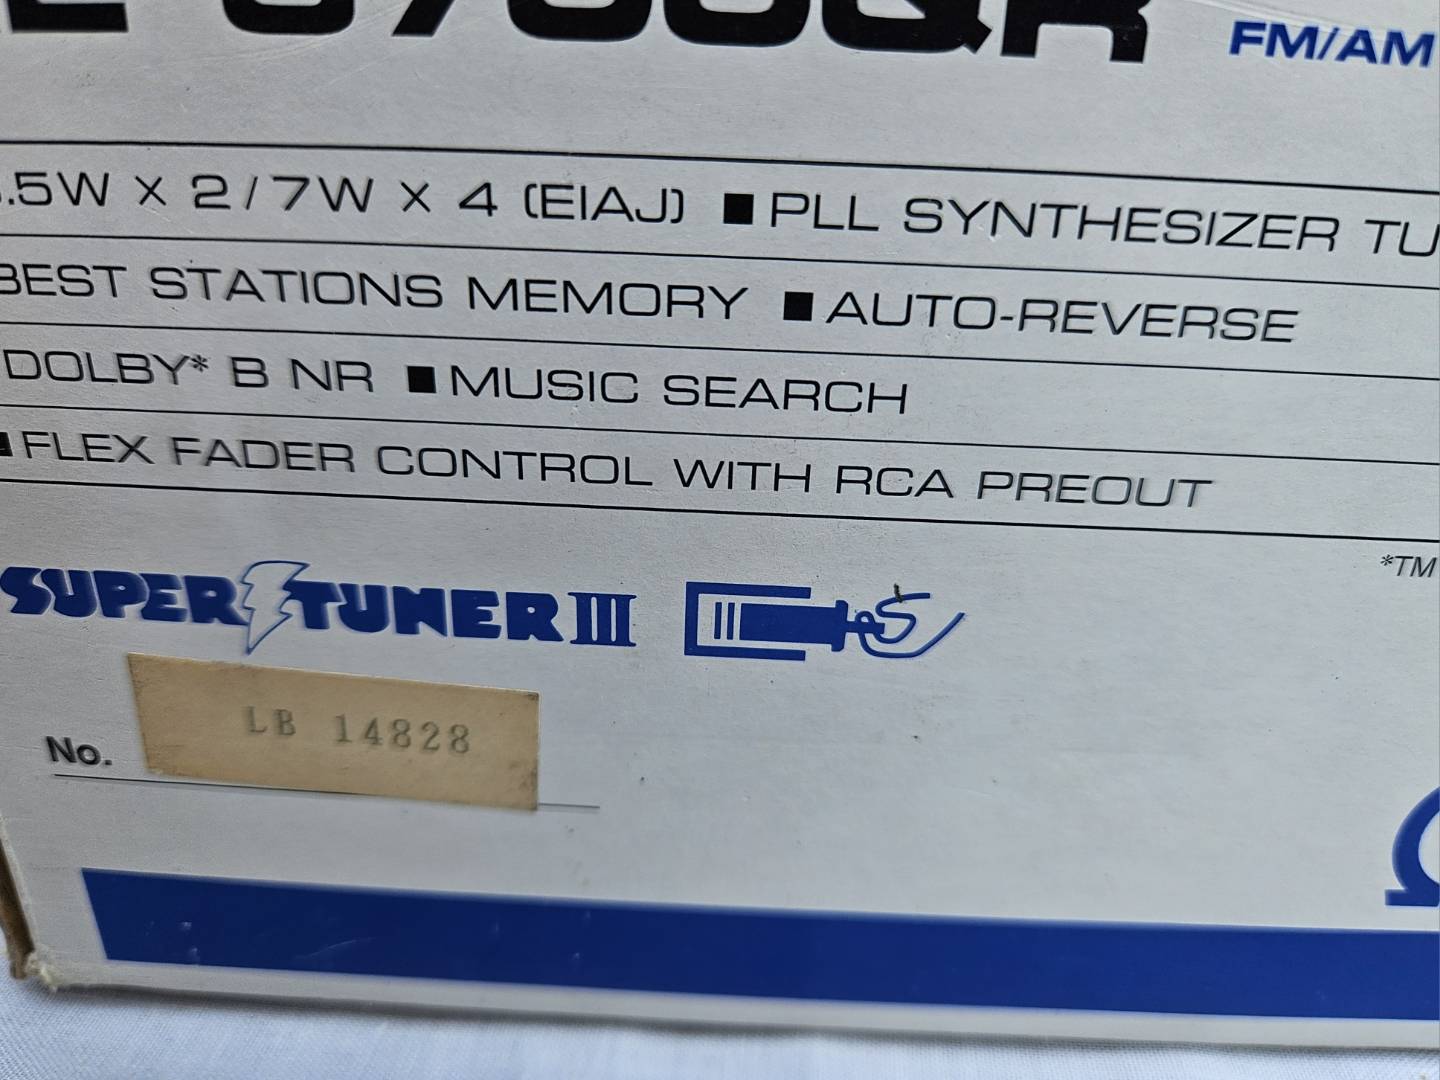 FM/AM
.5W X 2/7W X 4 (EIAJ) ■ PLL SYNTHESIZER TU
BEST STATIONS MEMORY ■ AUTO-REVERSE
DOLBY* B NR ■ MUSIC SEARCH
■ FLEX FADER CONTROL WITH RCA PREOUT
*TM
SUPER TUNER III
No. LB 14828